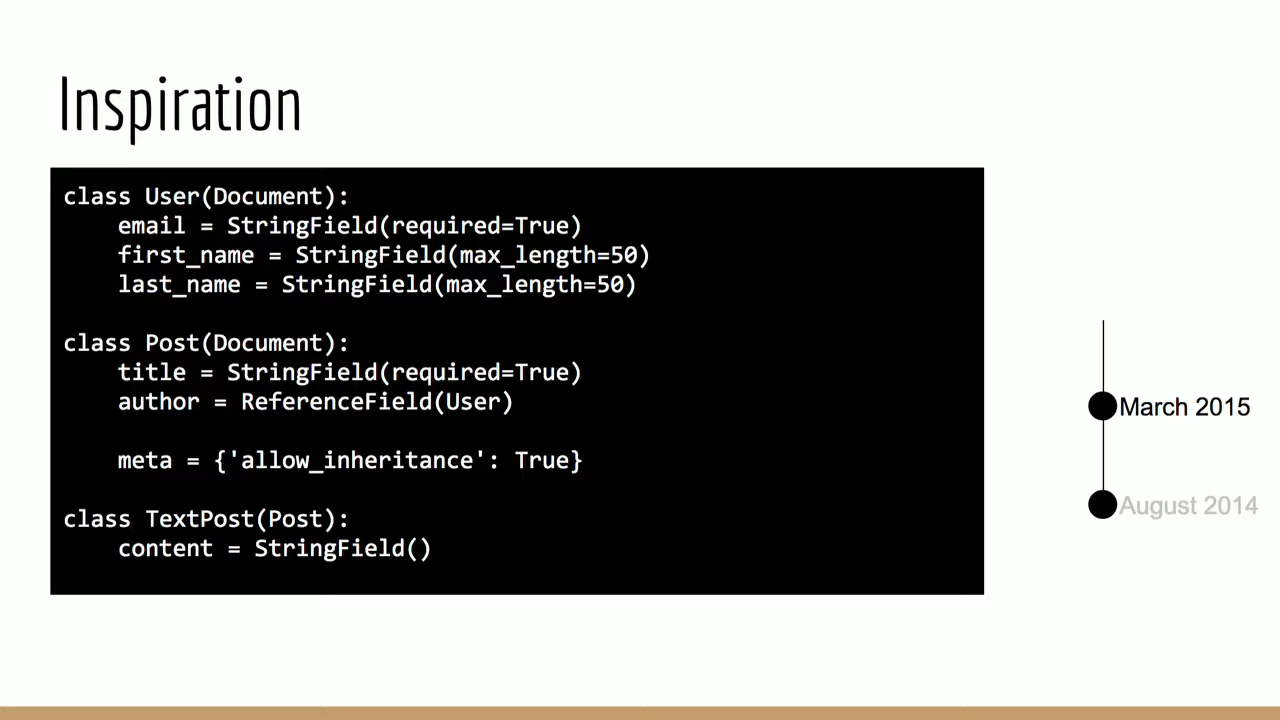 Inspiration
class User(Document):
    email = StringField(required=True)
    first_name = StringField(max_length=50)
    last_name = StringField(max_length=50)
class Post(Document):
    title = StringField(required=True)
    author = ReferenceField(User)
    meta = {'allow_inheritance': True}
class TextPost(Post):
    content = StringField()
March 2015
August 2014